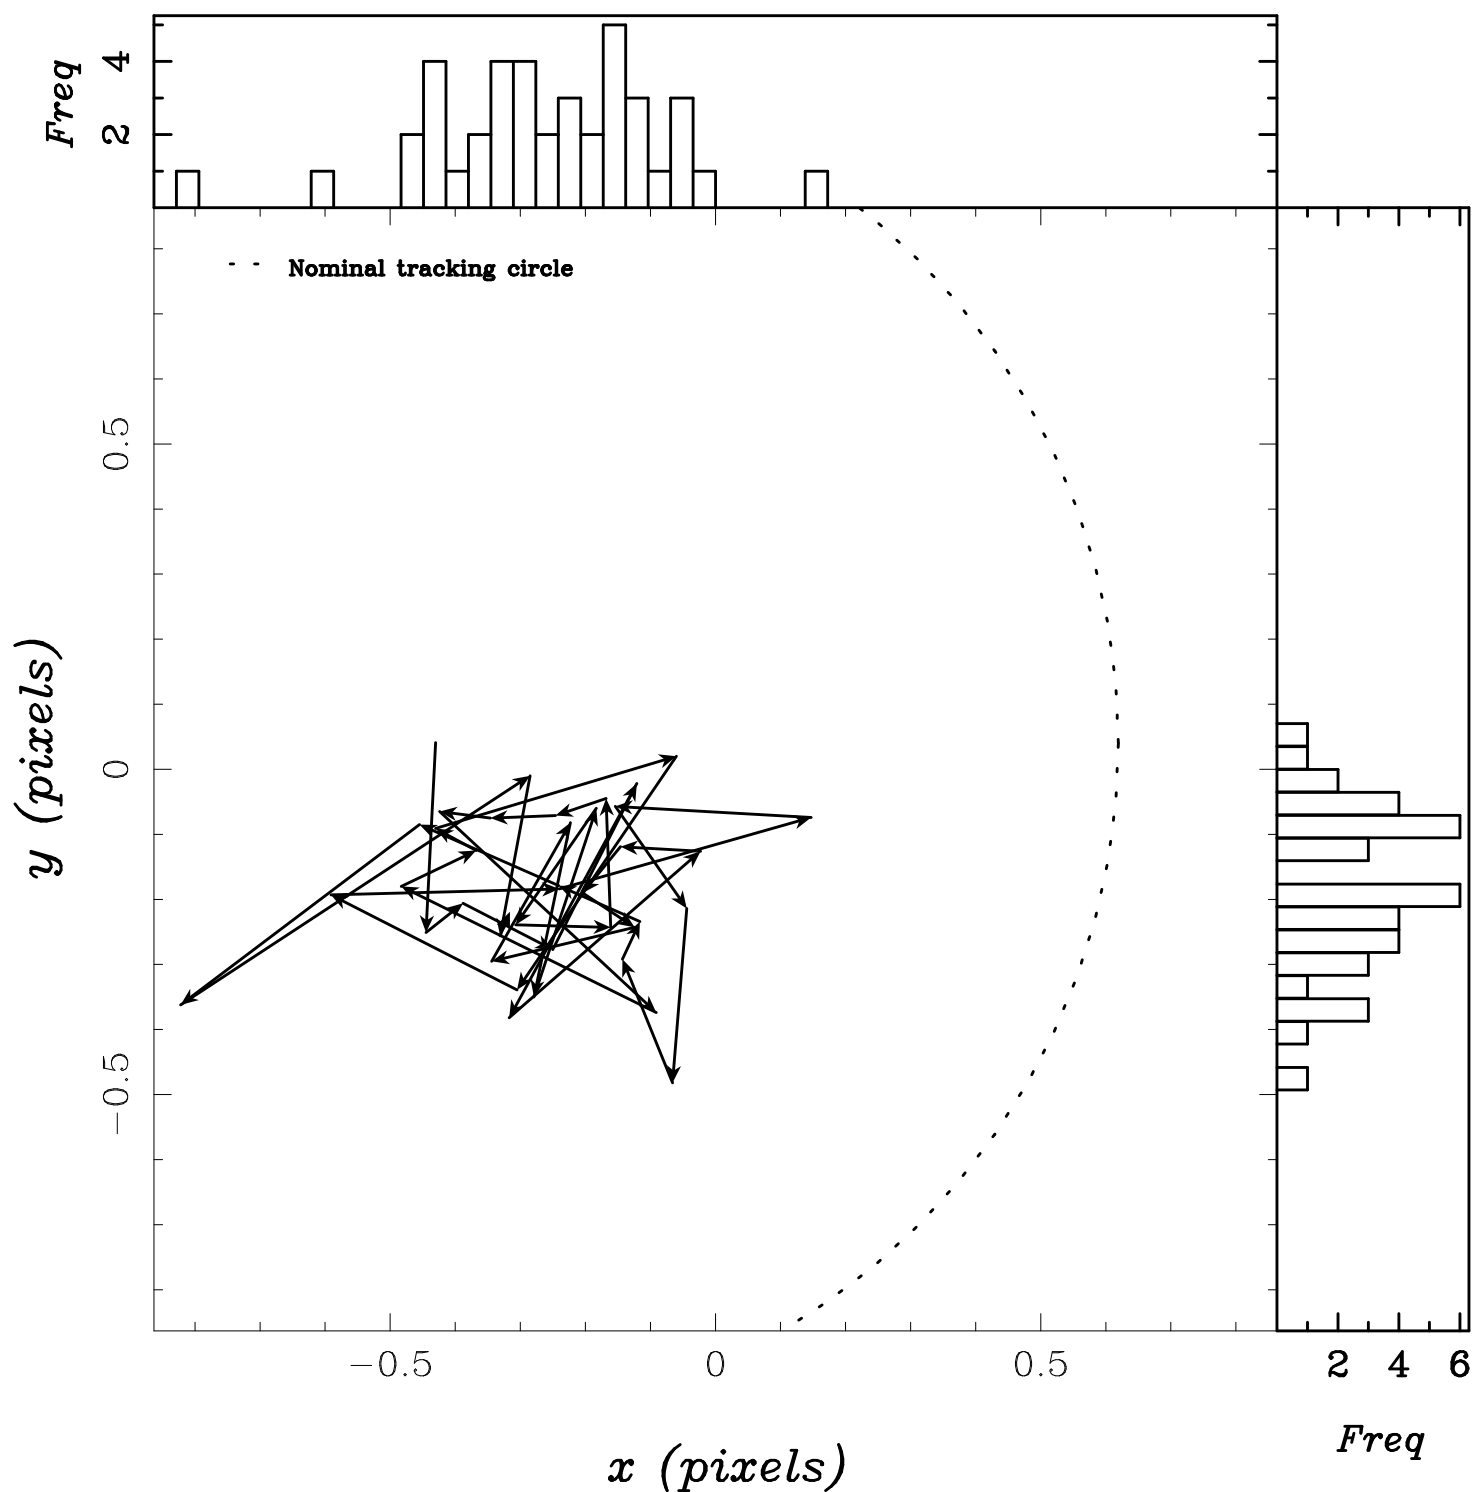 Freq
4
2
Nominal tracking circle
0.5
0
−0.5
y (pixels)
−0.5 0 0.5
2 4 6
Freq
x (pixels)